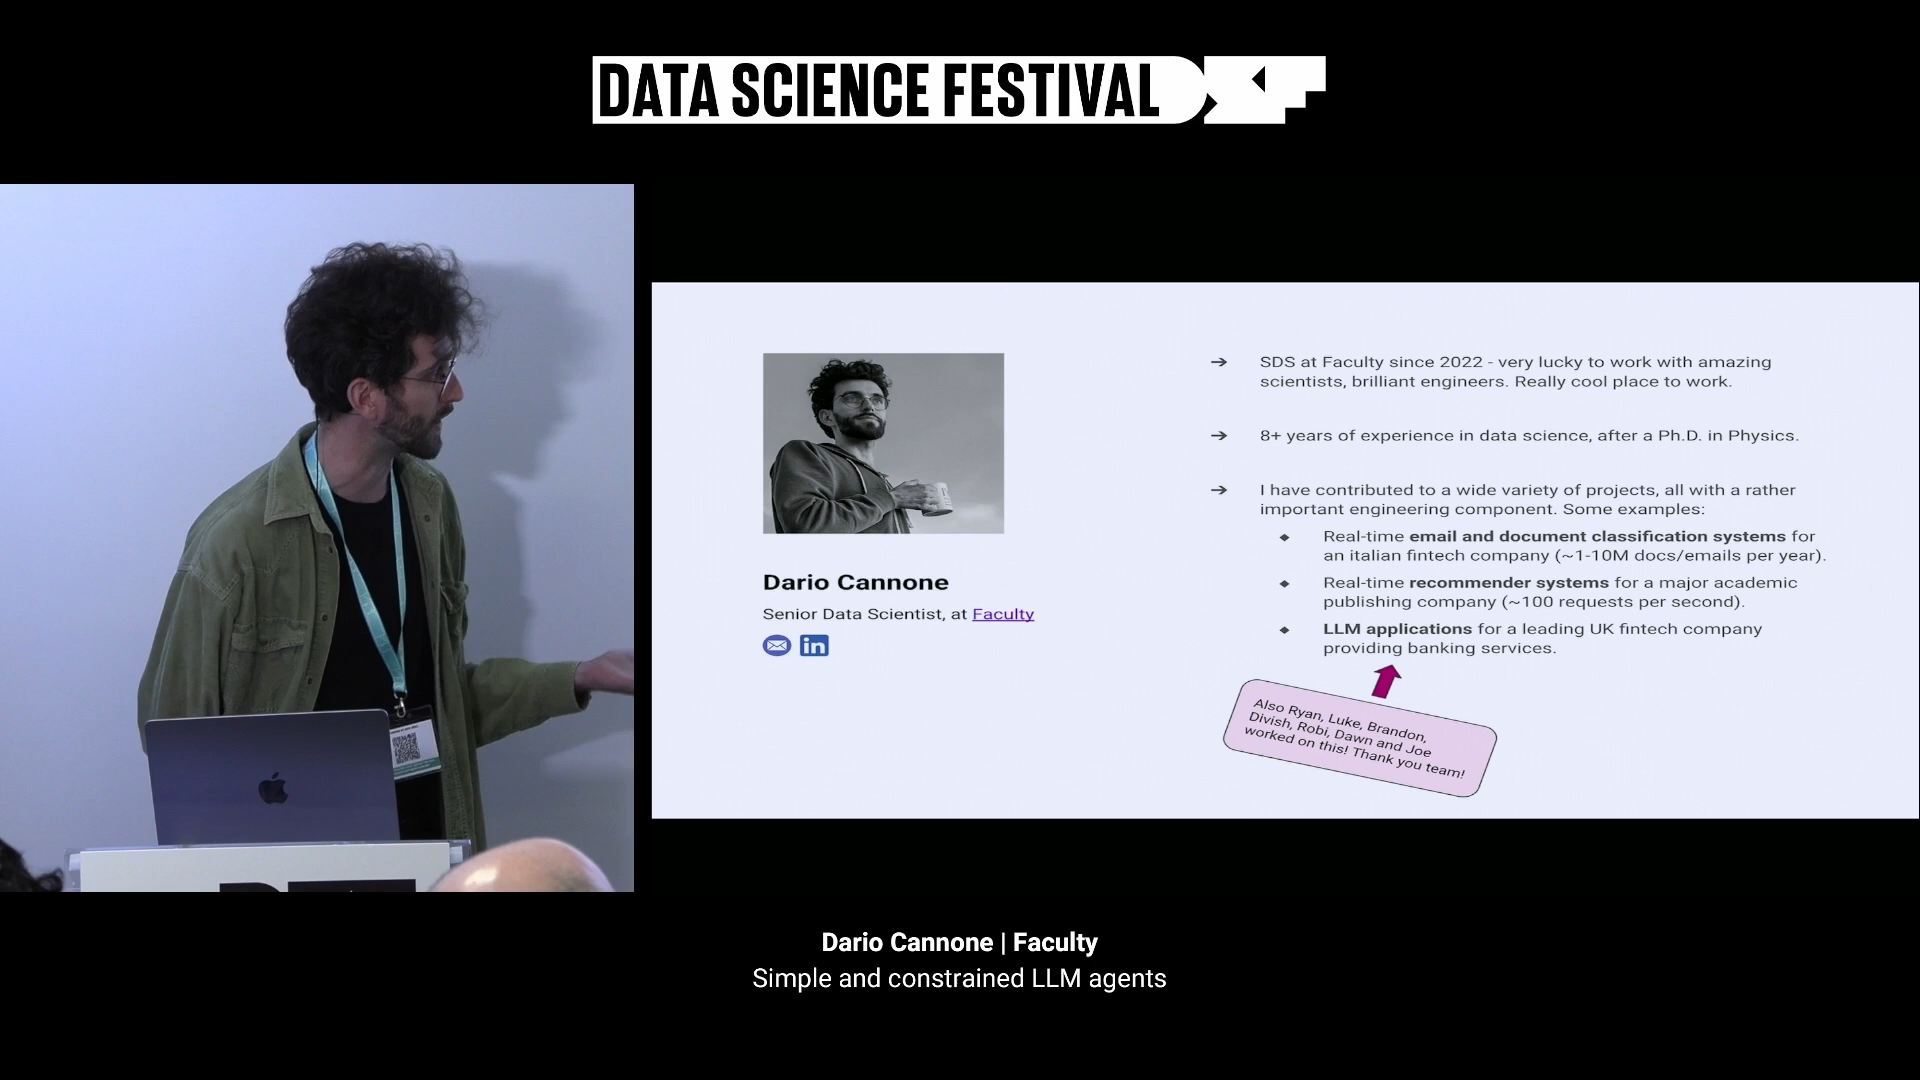 DATA SCIENCE FESTIVAL
➔ SDS at Faculty since 2022 - very lucky to work with amazing
scientists, brilliant engineers. Really cool place to work.
➔ 8+ years of experience in data science, after a Ph.D. in Physics.
➔ I have contributed to a wide variety of projects, all with a rather
important engineering component. Some examples:
◆ Real-time email and document classification systems for
an italian fintech company (~1-10M docs/emails per year).
◆ Real-time recommender systems for a major academic
publishing company (~100 requests per second).
◆ LLM applications for a leading UK fintech company
providing banking services.
Also Ryan, Luke, Brandon,
Divish, Robi, Dawn and Joe
worked on this! Thank you team!
Dario Cannone
Senior Data Scientist, at Faculty
in
Dario Cannone | Faculty
Simple and constrained LLM agents